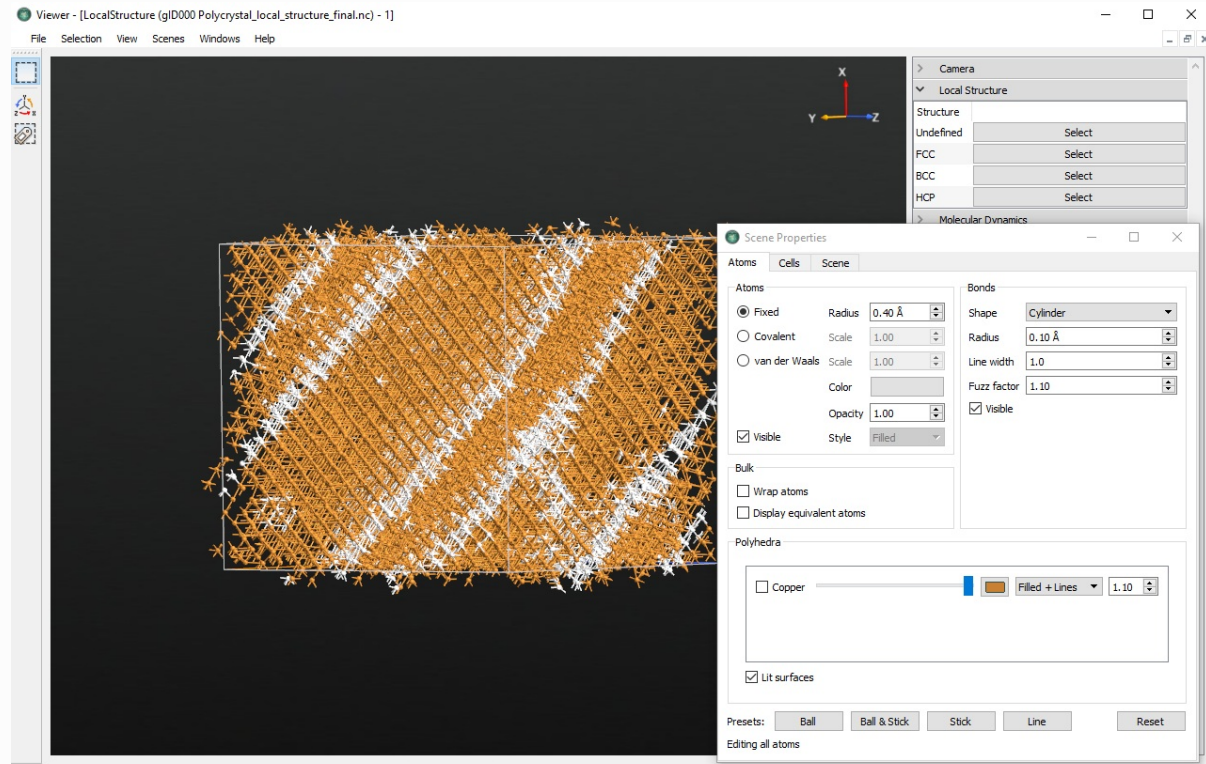 Viewer - [LocalStructure (gID000 Polycrystal_local_structure_final.nc) - 1]
File Selection View Scenes Windows Help
X
Y Z
Camera
Local Structure
Structure
Undefined Select
FCC Select
BCC Select
HCP Select
Molecular Dynamics
Scene Properties
Atoms Cells Scene
Atoms
Fixed Radius 0.40 Å
Covalent Scale 1.00
van der Waals Scale 1.00
Color
Opacity 1.00
Visible Style Filled
Bonds
Shape Cylinder
Radius 0.10 Å
Line width 1.0
Fuzz factor 1.10
Visible
Bulk
Wrap atoms
Display equivalent atoms
Polyhedra
Copper Filled + Lines 1.10
Lit surfaces
Presets: Ball Ball & Stick Stick Line Reset
Editing all atoms